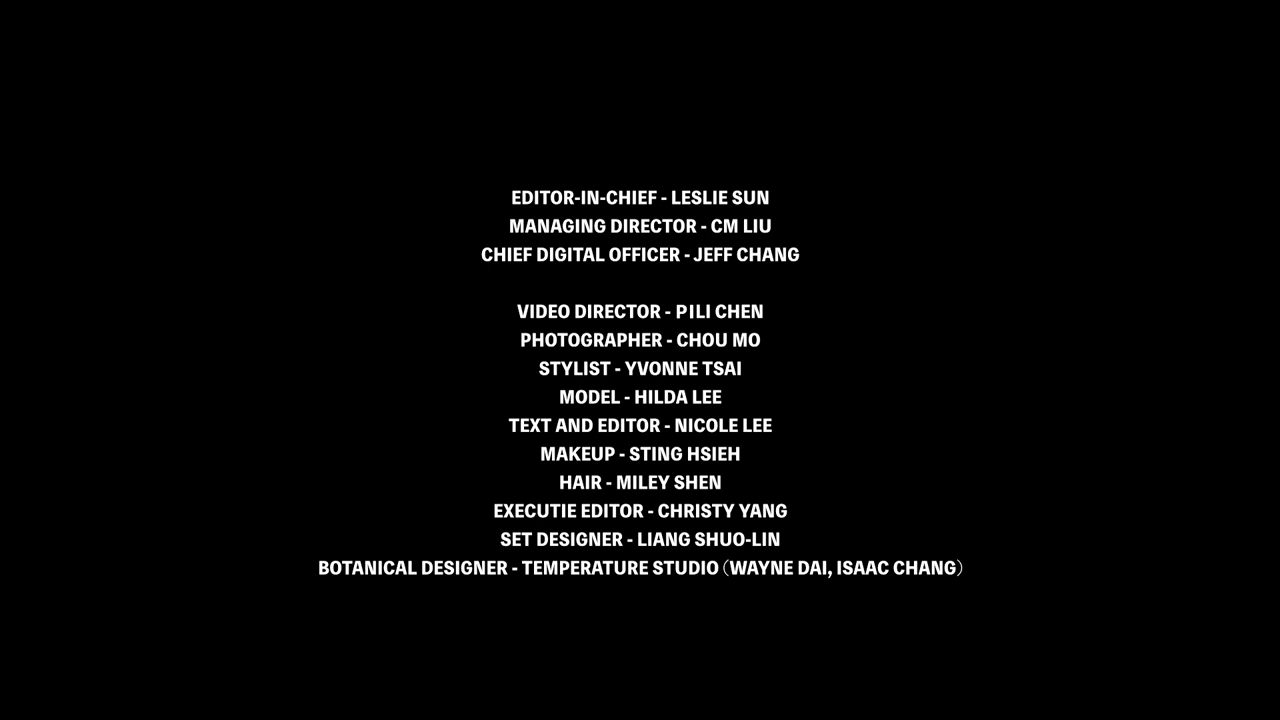 EDITOR-IN-CHIEF - LESLIE SUN
MANAGING DIRECTOR - CM LIU
CHIEF DIGITAL OFFICER - JEFF CHANG
VIDEO DIRECTOR - PILI CHEN
PHOTOGRAPHER - CHOU MO
STYLIST - YVONNE TSAI
MODEL - HILDA LEE
TEXT AND EDITOR - NICOLE LEE
MAKEUP - STING HSIEH
HAIR - MILEY SHEN
EXECUTIE EDITOR - CHRISTY YANG
SET DESIGNER - LIANG SHUO-LIN
BOTANICAL DESIGNER - TEMPERATURE STUDIO（WAYNE DAI, ISAAC CHANG）